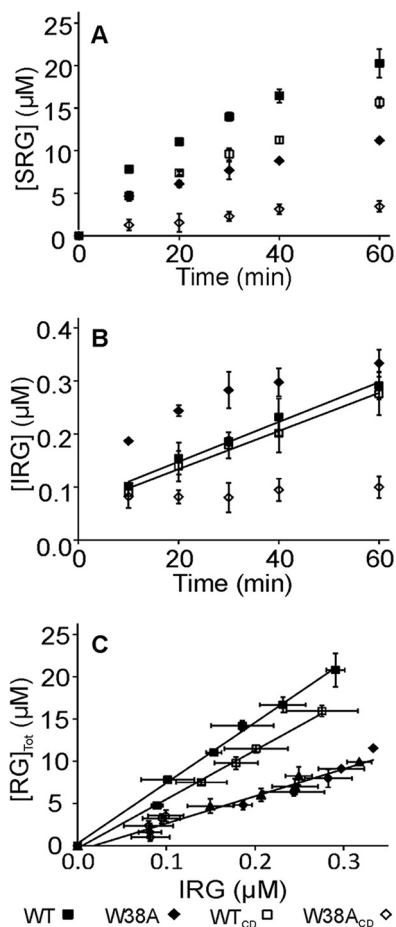 A
[SRG] (µM)
25
20
15
10
5
0
0 20 40 60
Time (min)
B
[IRG] (µM)
0.4
0.3
0.2
0.1
0.0
0 20 40 60
Time (min)
C
[RG]Tot (µM)
25
20
15
10
5
0
0 0.1 0.2 0.3
IRG (µM)
WT ■ W38A ◆ WTCD □ W38ACD ◇